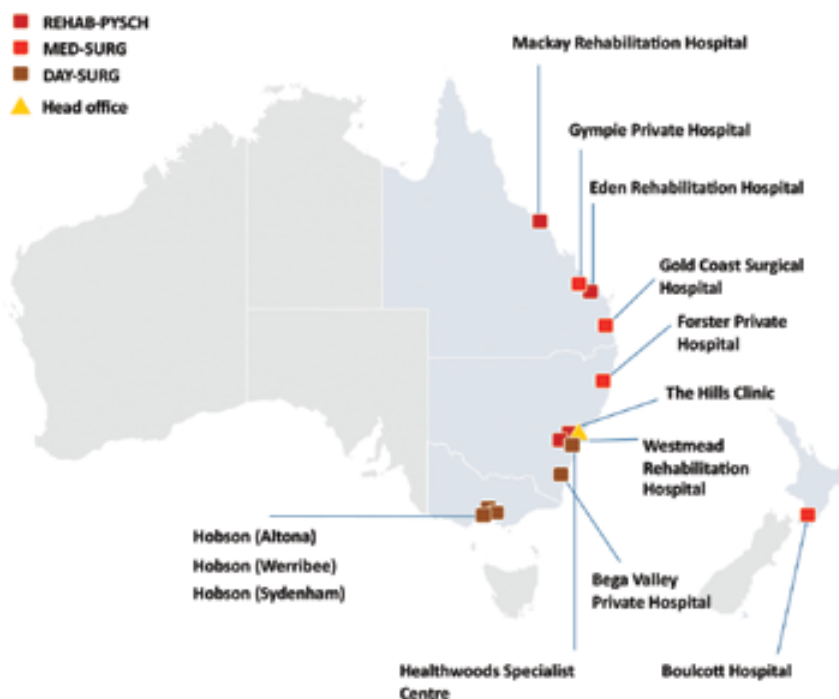 REHAB-PYSCH
MED-SURG
DAY-SURG
Head office
Mackay Rehabilitation Hospital
Gympie Private Hospital
Eden Rehabilitation Hospital
Gold Coast Surgical
Hospital
Forster Private
Hospital
The Hills Clinic
Westmead
Rehabilitation
Hospital
Hobson (Altona)
Hobson (Werribee)
Hobson (Sydenham)
Bega Valley
Private Hospital
Healthwoods Specialist
Centre
Boulcott Hospital